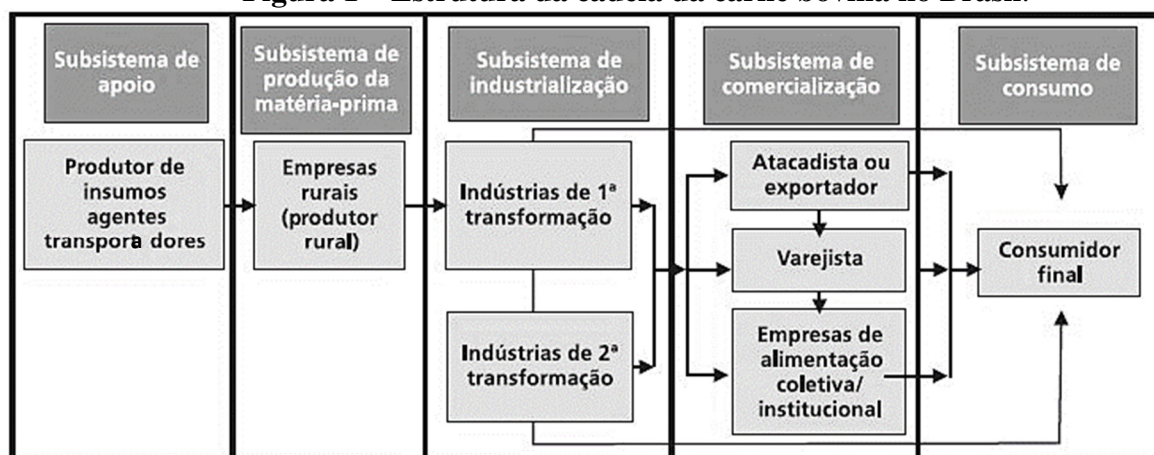 Figura 1 - Estrutura da cadeia da carne bovina no Brasil.
Subsistema de
apoio
Subsistema de
produção da
matéria-prima
Subsistema de
industrialização
Subsistema de
comercialização
Subsistema de
consumo
Produtor de
insumos
agentes
transporta dores
Empresas
rurais
(produtor
rural)
Indústrias de 1ª
transformação
Atacadista ou
exportador
Varejista
Consumidor
final
Indústrias de 2ª
transformação
Empresas de
alimentação
coletiva/
institucional